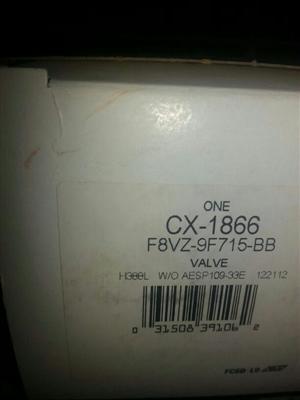 ONE
CX-1866
F8VZ-9F715-BB
VALVE
H388L W/O AESP109-33E 122112
0 31508 39106 2